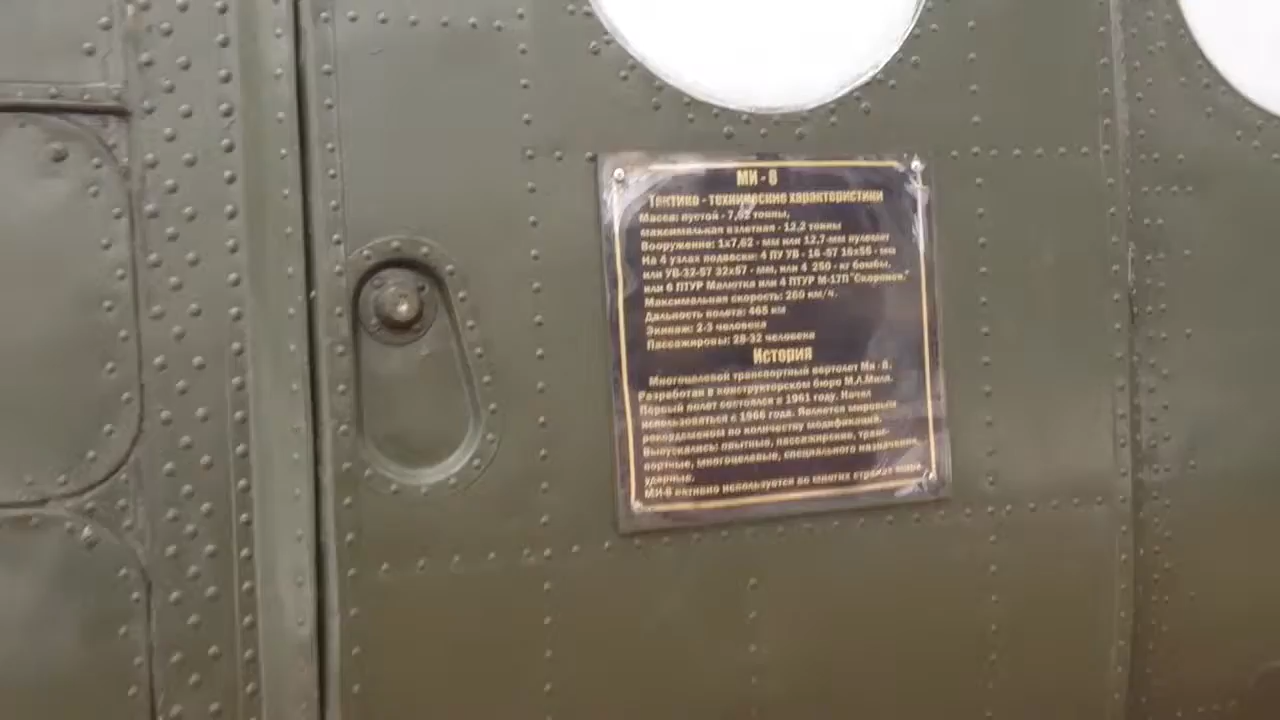 МИ - 8
Тактико - технические характеристики
Масса: пустой - 7,62 тонны,
максимальная взлетная - 12,2 тонны
Вооружение: 1х7,62 - мм или 12,7-мм пулемет
На 4 узлах подвески: 4 ПУ УВ - 16 -57 16х55 - мм
или УВ-32-57 32х57 - мм, или 4 250 - кг бомбы,
или 6 ПТУР Малютка или 4 ПТУР М-17П "Скорпион."
Максимальная скорость: 260 км/ч.
Дальность полета: 465 км
Экипаж: 2-3 человека
Пассажировы: 28-32 человека
История
Многоцелевой транспортный вертолет Ми - 8.
Разработан в конструкторском бюро М.Л.Миля.
Первый полет состоялся в 1961 году. Начал
использоваться с 1966 года. Является мировым
рекордсменом по количеству модификаций.
Выпускались: опытные, пассажирские, транс-
портные, многоцелевые, специального назначения,
ударные.
МИ-8 активно используется во многих странах мира.